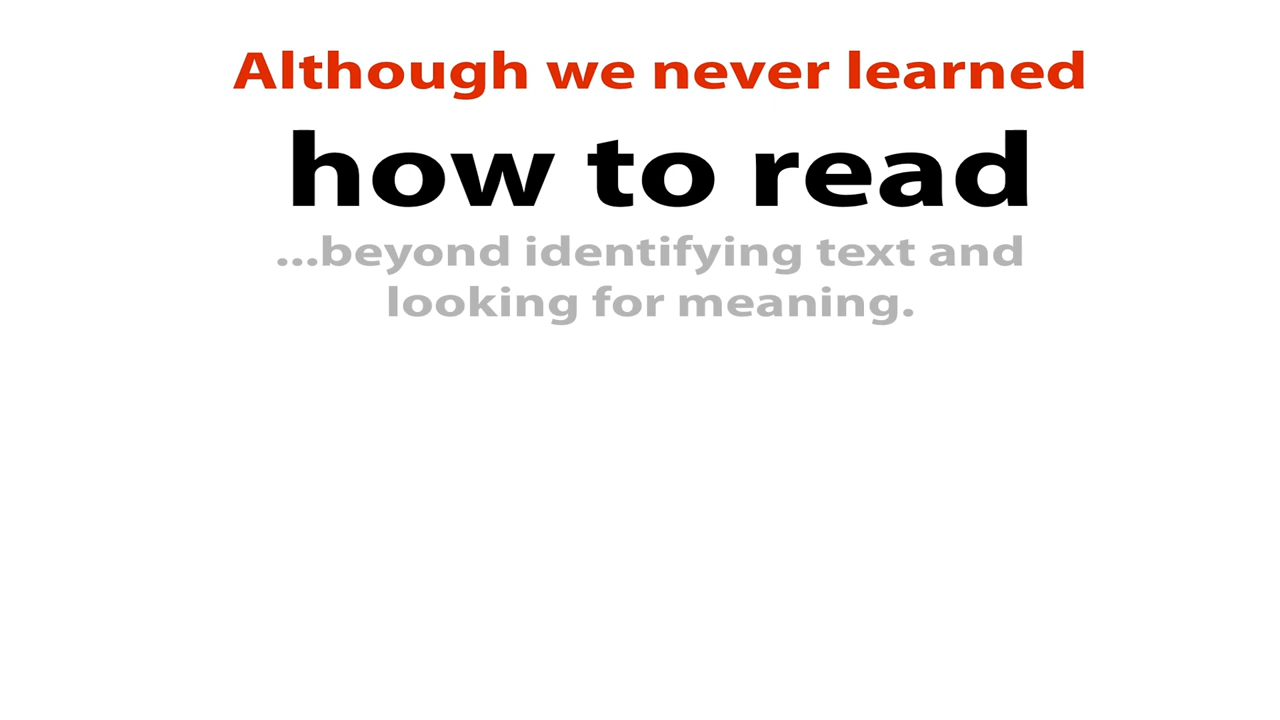 Although we never learned
how to read
...beyond identifying text and
looking for meaning.